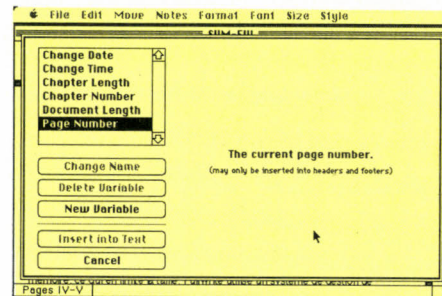 File Edit Move Notes Format Font Size Style
Change Date
Change Time
Chapter Length
Chapter Number
Document Length
Page Number
Change Name
Delete Variable
New Variable
Insert into Text
Cancel
The current page number.
(may only be inserted into headers and footers)
Pages IV-V